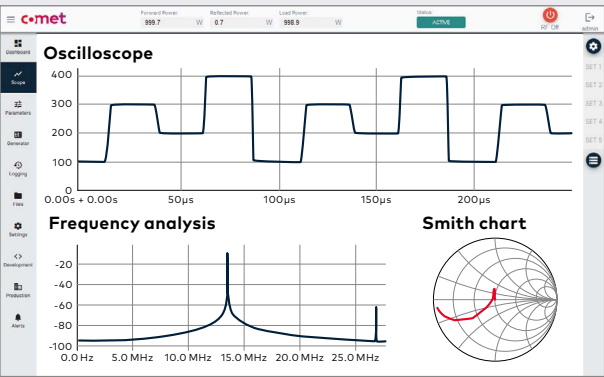 comet
Forward Power:
999.7 W
Reflected Power:
0.7 W
Load Power:
998.9 W
Status:
ACTIVE
RF Off
admin
Dashboard
Scope
Parameters
Generator
Logging
Files
Settings
Development
Production
Alerts
SET 1
SET 2
SET 3
SET 4
SET 5
Oscilloscope
400
300
200
100
0
0.00s + 0.00s 50µs 100µs 150µs 200µs
Frequency analysis
-20
-40
-60
-80
-100
0.0 Hz 5.0 MHz 10.0 MHz 15.0 MHz 20.0 MHz 25.0 MHz
Smith chart